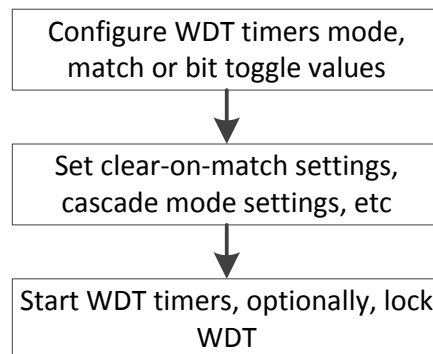 Configure WDT timers mode,
match or bit toggle values
Set clear-on-match settings,
cascade mode settings, etc
Start WDT timers, optionally, lock
WDT